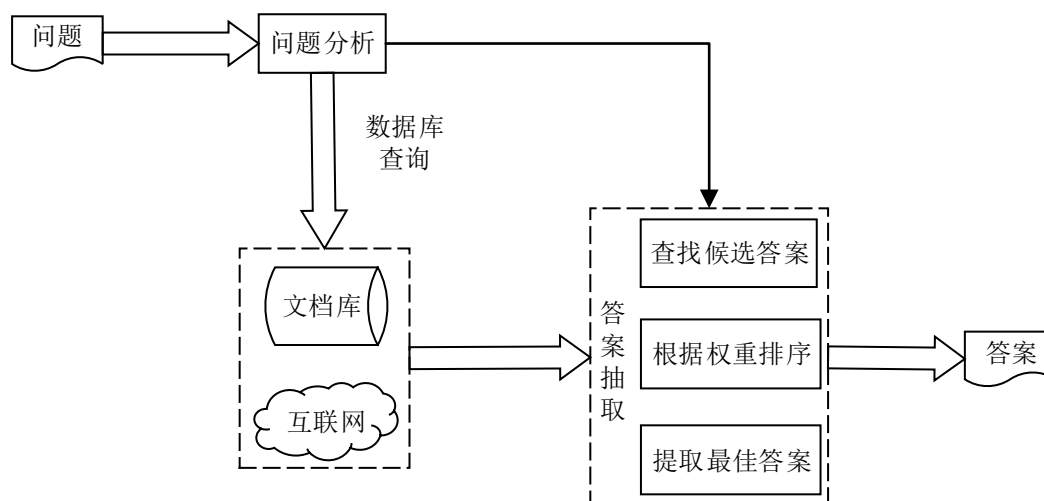 问题
问题分析
数据库
查询
文档库
互联网
答
案
抽
取
查找候选答案
根据权重排序
提取最佳答案
答案